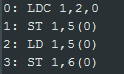 0: LDC 1,2,0
1: ST 1,5(0)
2: LD 1,5(0)
3: ST 1,6(0)